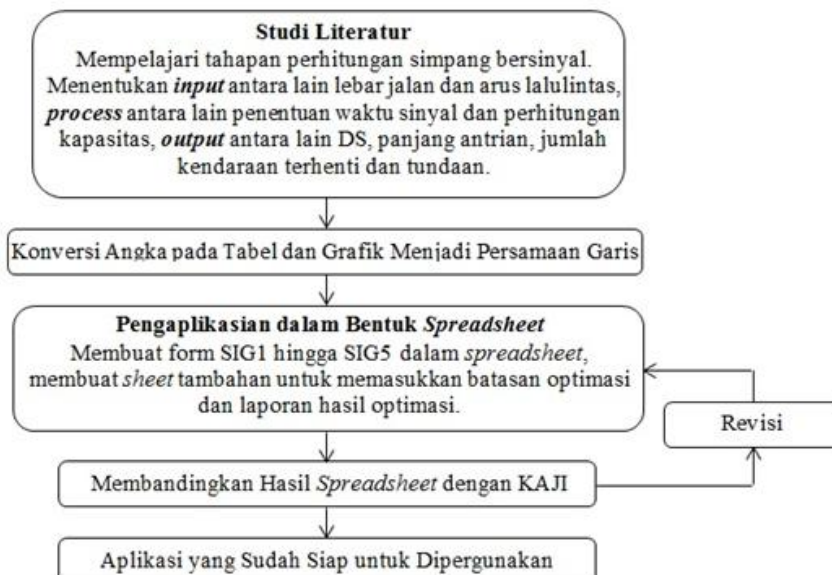 Studi Literatur
Mempelajari tahapan perhitungan simpang bersinyal.
Menentukan input antara lain lebar jalan dan arus lalulintas,
process antara lain penentuan waktu sinyal dan perhitungan
kapasitas, output antara lain DS, panjang antrian, jumlah
kendaraan terhenti dan tundaan.
Konversi Angka pada Tabel dan Grafik Menjadi Persamaan Garis
Pengaplikasian dalam Bentuk Spreadsheet
Membuat form SIG1 hingga SIG5 dalam spreadsheet,
membuat sheet tambahan untuk memasukkan batasan optimasi
dan laporan hasil optimasi.
Revisi
Membandingkan Hasil Spreadsheet dengan KAJI
Aplikasi yang Sudah Siap untuk Dipergunakan